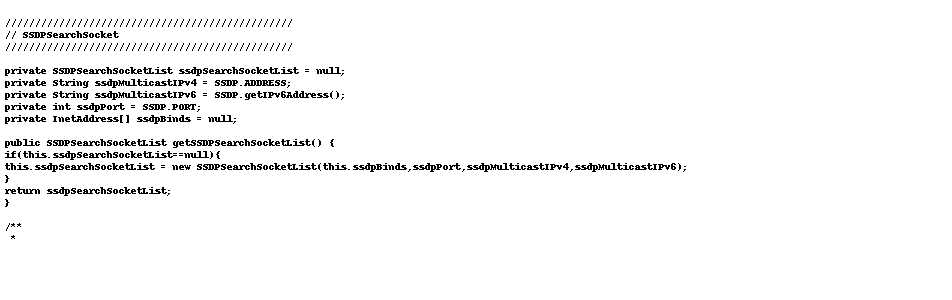 ////////////////////////////////////////////////
// SSDPSearchSocket
////////////////////////////////////////////////
private SSDPSearchSocketList ssdpSearchSocketList = null;
private String ssdpMulticastIPv4 = SSDP.ADDRESS;
private String ssdpMulticastIPv6 = SSDP.getIPv6Address();
private int ssdpPort = SSDP.PORT;
private InetAddress[] ssdpBinds = null;
public SSDPSearchSocketList getSSDPSearchSocketList() {
if(this.ssdpSearchSocketList==null){
this.ssdpSearchSocketList = new SSDPSearchSocketList(this.ssdpBinds,ssdpPort,ssdpMulticastIPv4,ssdpMulticastIPv6);
}
return ssdpSearchSocketList;
}
/**
*